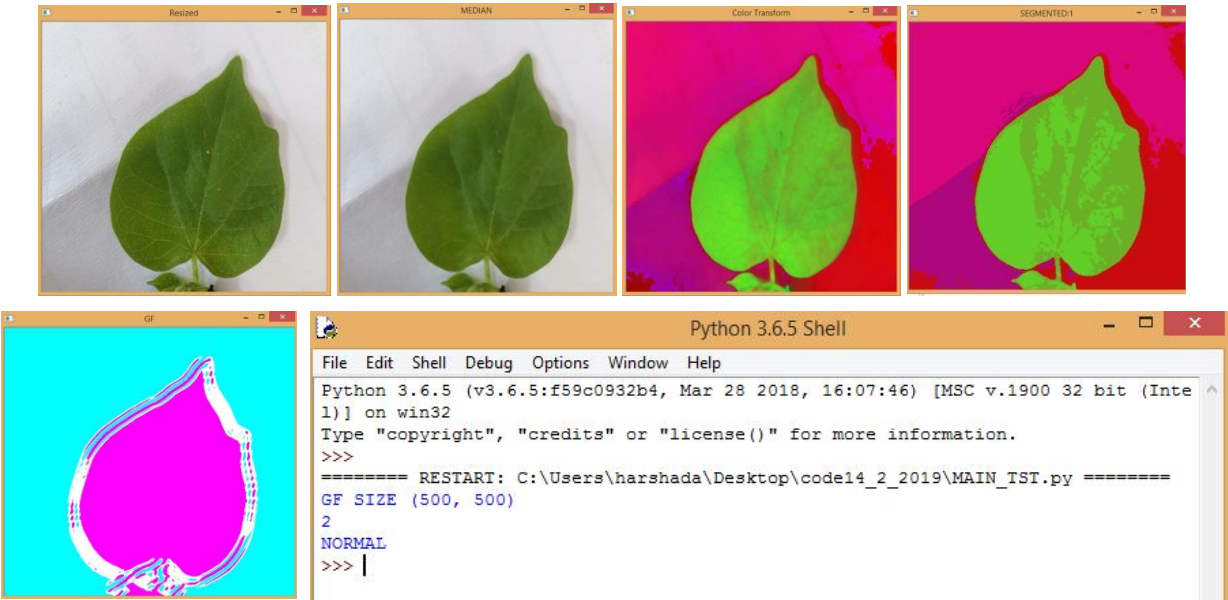 Resized
MEDIAN
Color Transform
SEGMENTED:1
GF
Python 3.6.5 Shell
File Edit Shell Debug Options Window Help
Python 3.6.5 (v3.6.5:f59c0932b4, Mar 28 2018, 16:07:46) [MSC v.1900 32 bit (Inte
l)] on win32
Type "copyright", "credits" or "license()" for more information.
>>>
======== RESTART: C:\Users\harshada\Desktop\code14_2_2019\MAIN_TST.py ========
GF SIZE (500, 500)
2
NORMAL
>>>